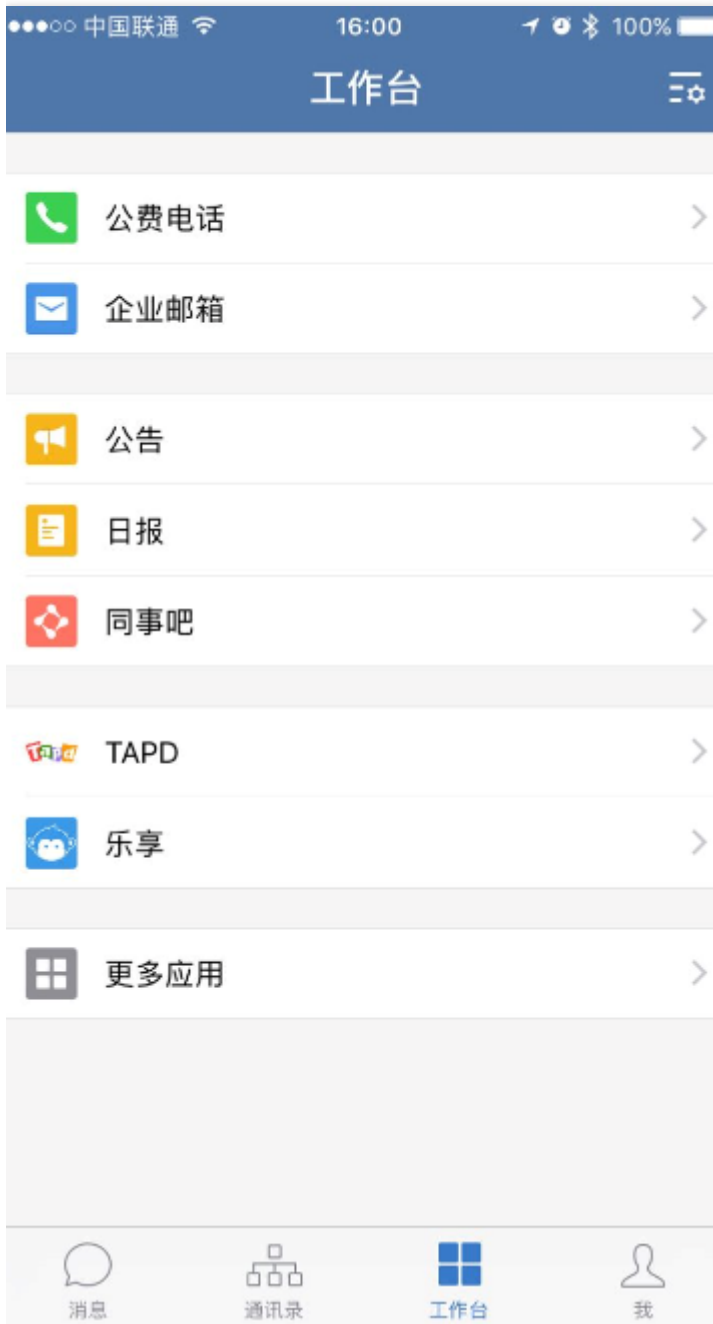 中国联通 16:00 100%
工作台
公费电话
企业邮箱
公告
日报
同事吧
Tapd TAPD
乐享
更多应用
消息 通讯录 工作台 我